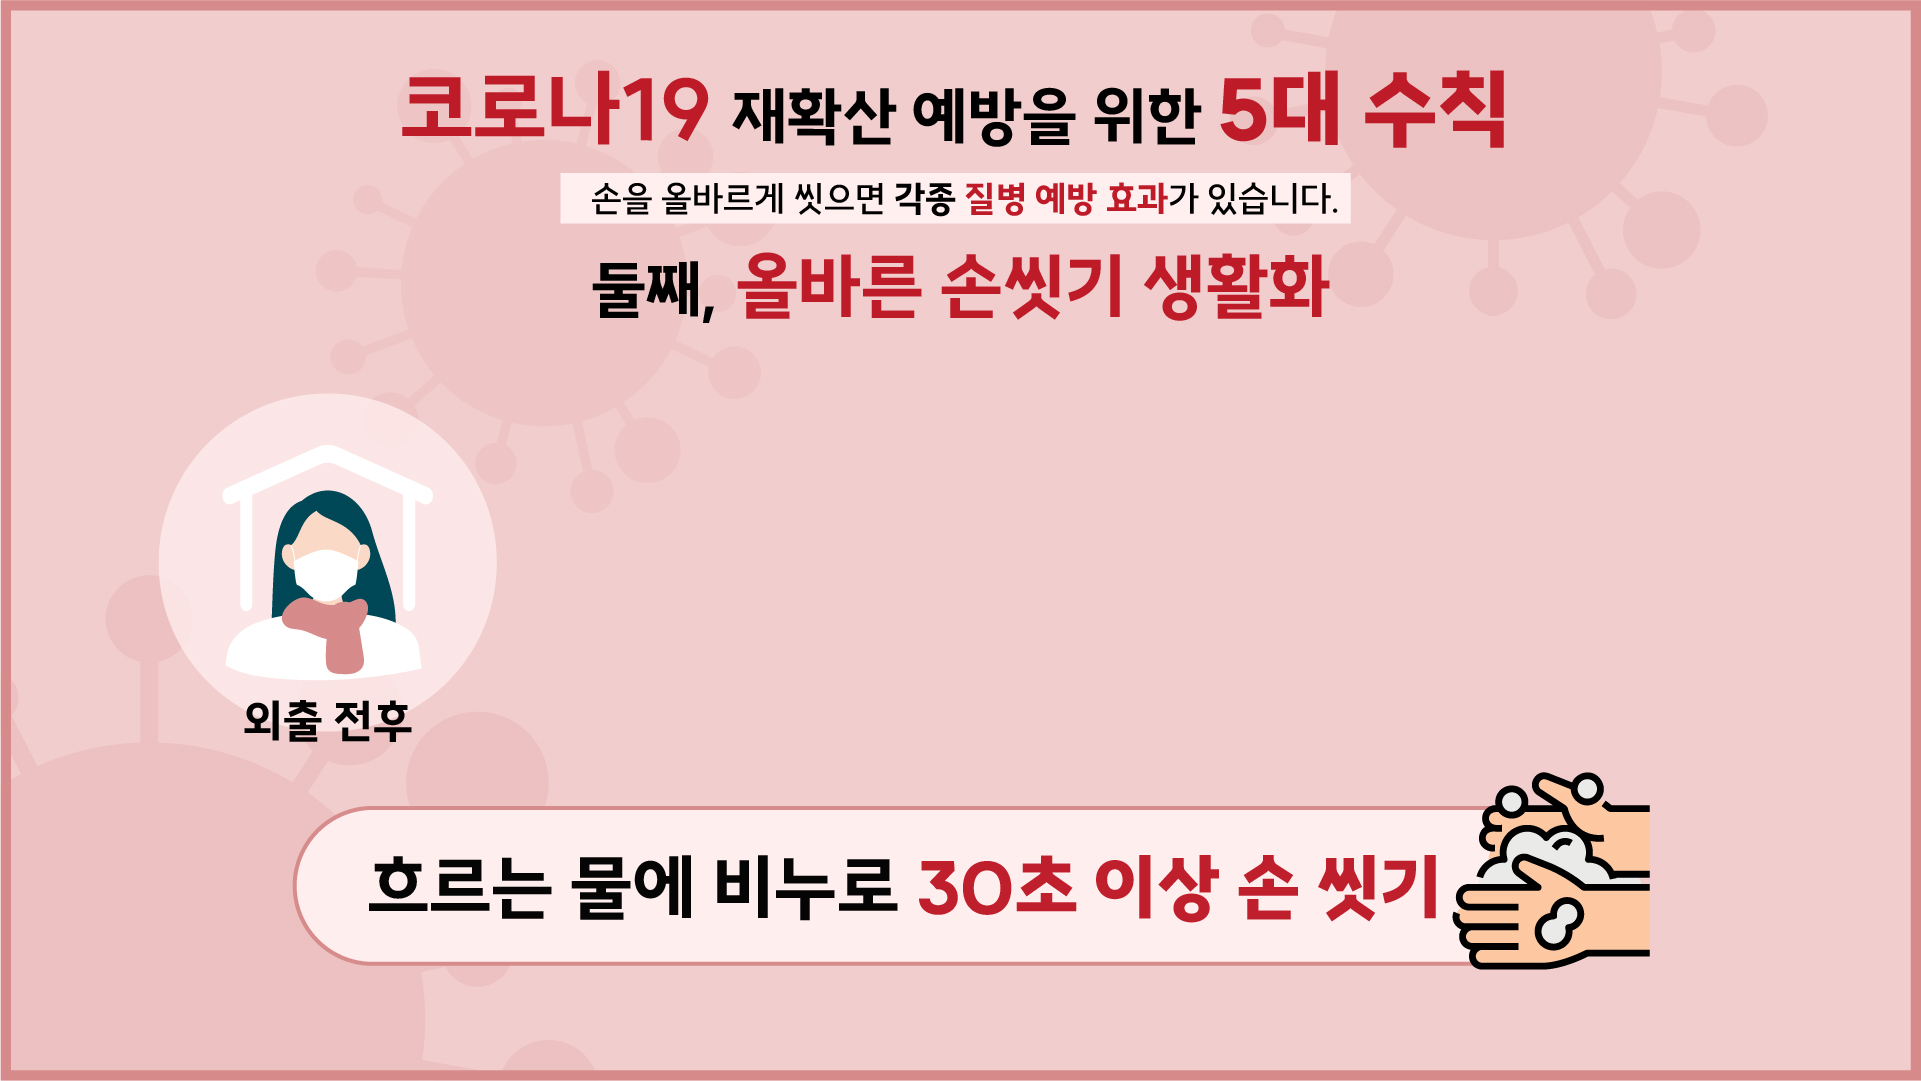 코로나19 재확산 예방을 위한 5대 수칙
손을 올바르게 씻으면 각종 질병 예방 효과가 있습니다.
둘째, 올바른 손씻기 생활화
외출 전후
흐르는 물에 비누로 30초 이상 손 씻기